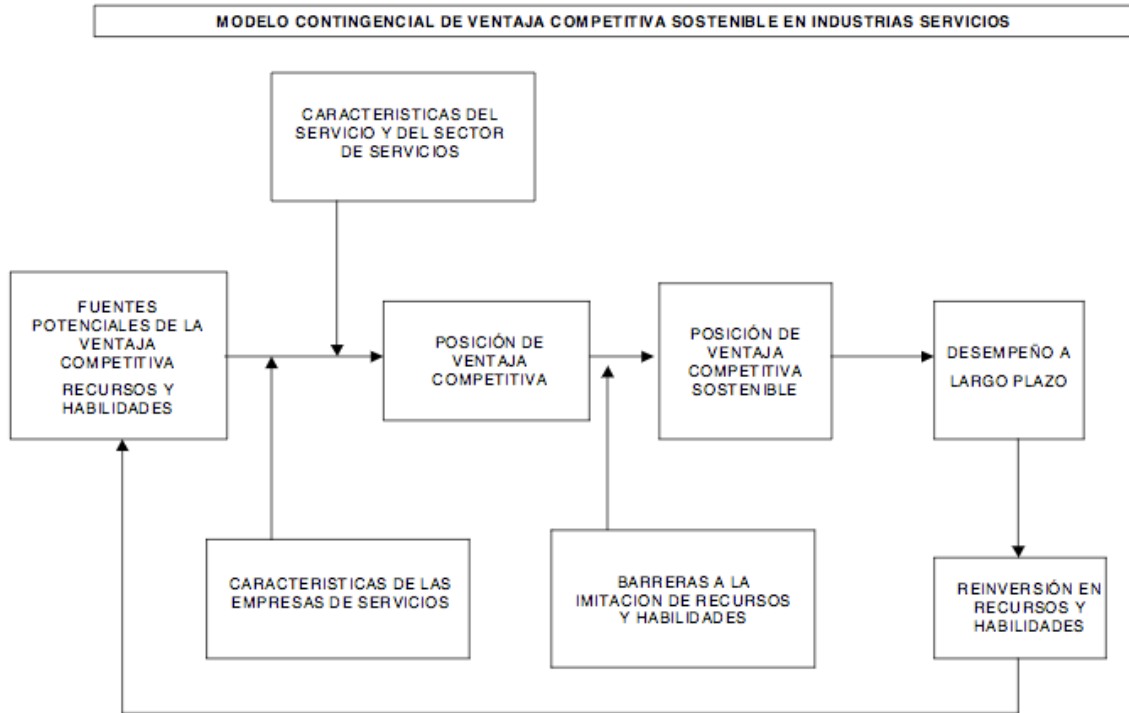 MODELO CONTINGENCIAL DE VENTAJA COMPETITIVA SOSTENIBLE EN INDUSTRIAS SERVICIOS
CARACTERISTICAS DEL
SERVICIO Y DEL SECTOR
DE SERVICIOS
FUENTES
POTENCIALES DE LA
VENTAJA
COMPETITIVA
RECURSOS Y
HABILIDADES
POSICIÓN DE
VENTAJA
COMPETITIVA
POSICIÓN DE
VENTAJA
COMPETITIVA
SOSTENIBLE
DESEMPEÑO A
LARGO PLAZO
CARACTERISTICAS DE LAS
EMPRESAS DE SERVICIOS
BARRERAS A LA
IMITACION DE RECURSOS
Y HABILIDADES
REINVERSIÓN EN
RECURSOS Y
HABILIDADES